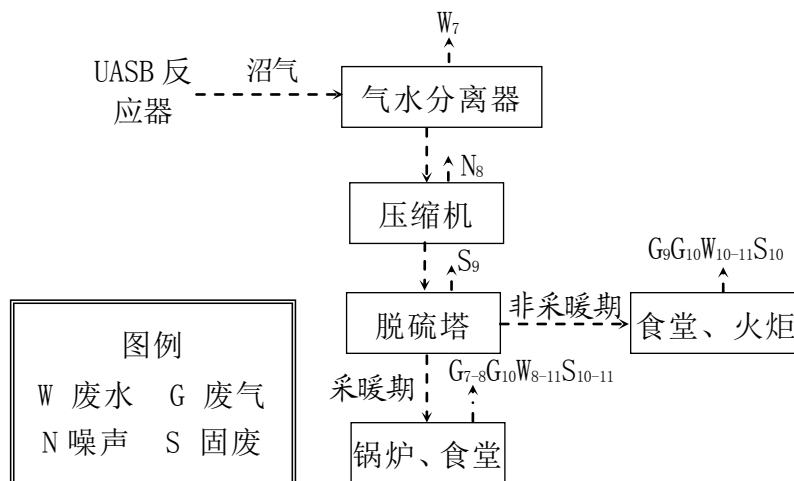 W₇
UASB 反应器
沼气
气水分离器
N₈
压缩机
S₉
G₉G₁₀W₁₀₋₁₁S₁₀
脱硫塔
非采暖期
食堂、火炬
采暖期
G₇₋₈G₁₀W₈₋₁₁S₁₀₋₁₁
锅炉、食堂
图例
W 废水 G 废气
N 噪声 S 固废